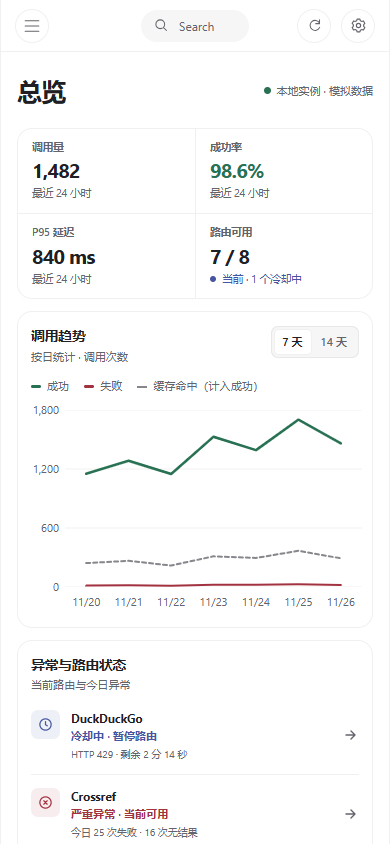 Search
总览
本地实例 · 模拟数据
调用量
1,482
最近 24 小时
成功率
98.6%
最近 24 小时
P95 延迟
840 ms
最近 24 小时
路由可用
7 / 8
当前 · 1 个冷却中
调用趋势
按日统计 · 调用次数
7 天
14 天
成功
失败
缓存命中（计入成功）
1,800
1,200
600
0
11/20
11/21
11/22
11/23
11/24
11/25
11/26
异常与路由状态
当前路由与今日异常
DuckDuckGo
冷却中 · 暂停路由
HTTP 429 · 剩余 2 分 14 秒
Crossref
严重异常 · 当前可用
今日 25 次失败 · 16 次无结果